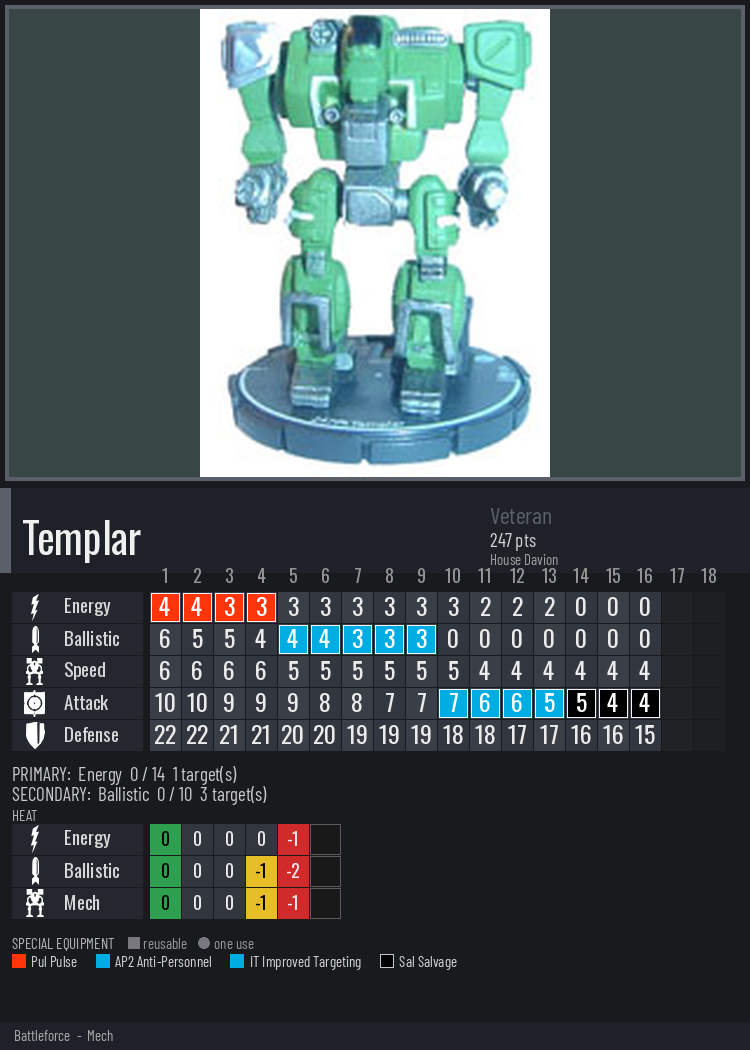 Templar
Veteran
247 pts
House Davion
1 2 3 4 5 6 7 8 9 10 11 12 13 14 15 16 17 18
Energy 4 4 3 3 3 3 3 3 3 3 2 2 2 0 0 0
Ballistic 6 5 5 4 4 4 3 3 3 0 0 0 0 0 0 0
Speed 6 6 6 6 5 5 5 5 5 5 4 4 4 4 4 4
Attack 10 10 9 9 9 8 8 7 7 7 6 6 5 5 4 4
Defense 22 22 21 21 20 20 19 19 19 18 18 17 17 16 16 15
PRIMARY: Energy 0 / 14 1 target(s)
SECONDARY: Ballistic 0 / 10 3 target(s)
HEAT
Energy 0 0 0 0 -1
Ballistic 0 0 0 -1 -2
Mech 0 0 0 -1 -1
SPECIAL EQUIPMENT reusable one use
Pul Pulse AP2 Anti-Personnel IT Improved Targeting Sal Salvage
Battleforce - Mech